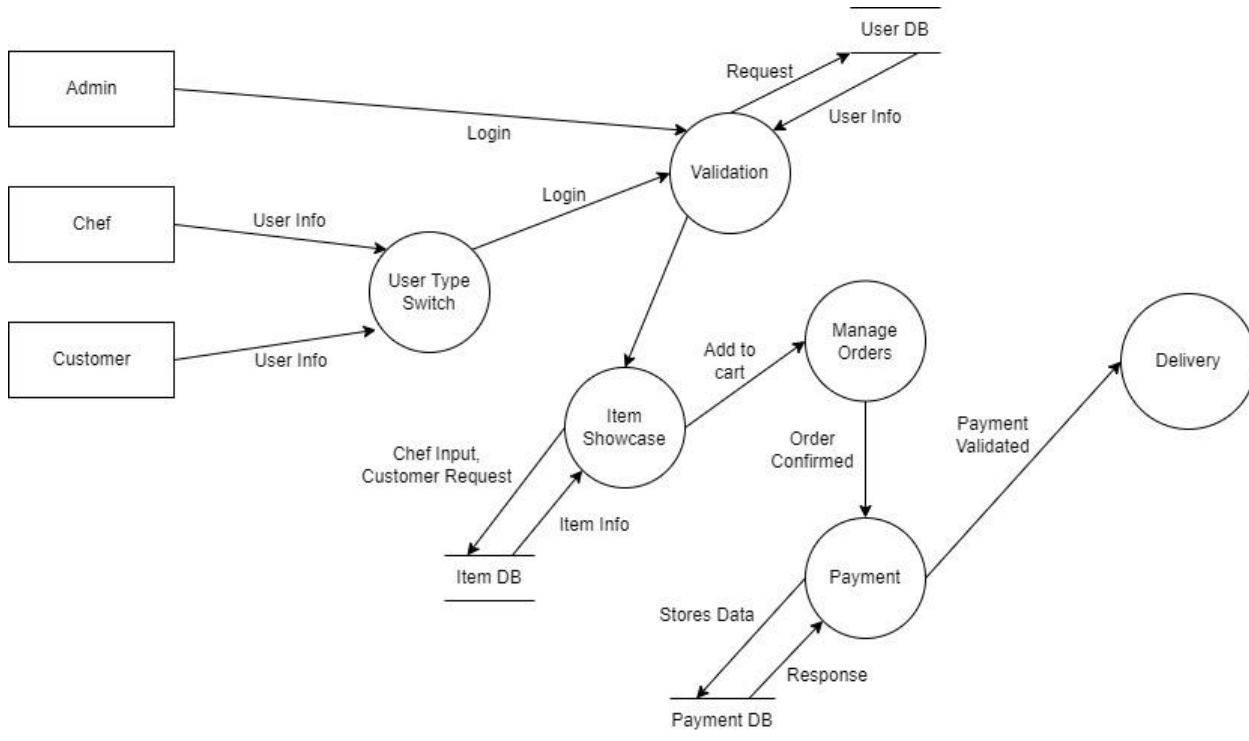 User DB
Request
Admin
User Info
Login
Validation
Login
Chef
User Info
User Type
Switch
Manage
Orders
Add to
cart
Customer
User Info
Delivery
Item
Showcase
Payment
Validated
Order
Confirmed
Chef Input,
Customer Request
Item Info
Item DB
Payment
Stores Data
Response
Payment DB